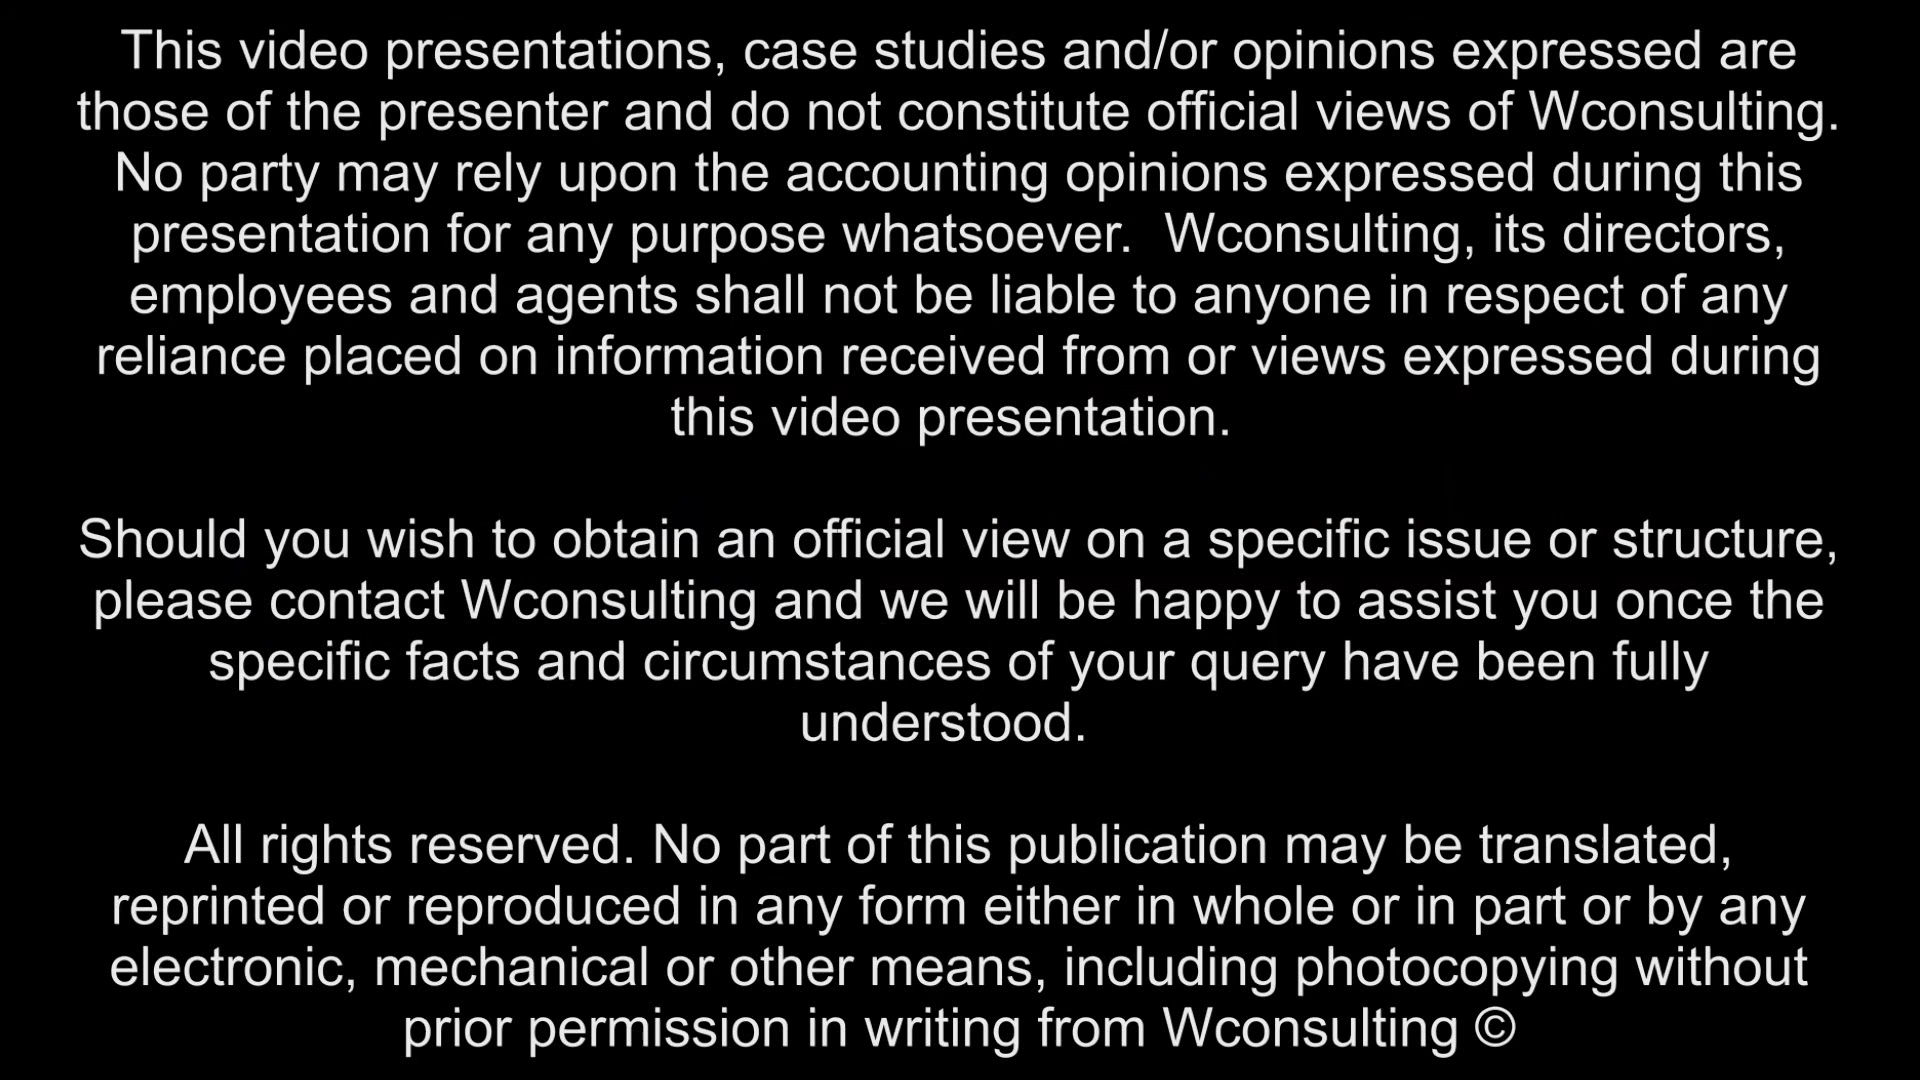 This video presentations, case studies and/or opinions expressed are
those of the presenter and do not constitute official views of Wconsulting.
No party may rely upon the accounting opinions expressed during this
presentation for any purpose whatsoever.  Wconsulting, its directors,
employees and agents shall not be liable to anyone in respect of any
reliance placed on information received from or views expressed during
this video presentation.
Should you wish to obtain an official view on a specific issue or structure,
please contact Wconsulting and we will be happy to assist you once the
specific facts and circumstances of your query have been fully
understood.
All rights reserved. No part of this publication may be translated,
reprinted or reproduced in any form either in whole or in part or by any
electronic, mechanical or other means, including photocopying without
prior permission in writing from Wconsulting ©